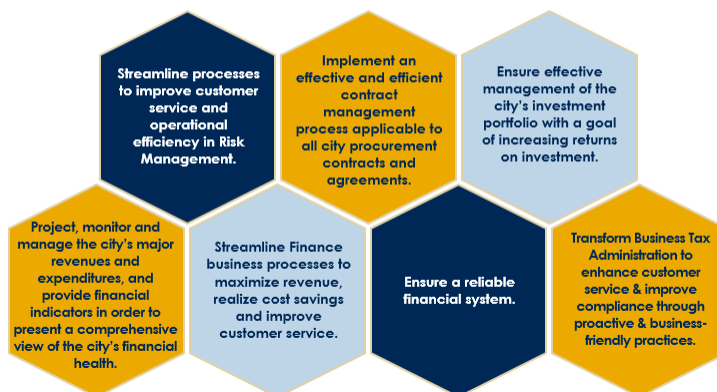 Streamline processes
to improve customer
service and
operational
efficiency in Risk
Management.
Implement an
effective and efficient
contract
management
process applicable to
all city procurement
contracts and
agreements.
Ensure effective
management of the
city's investment
portfolio with a goal
of increasing returns
on investment.
Project, monitor and
manage the city's major
revenues and
expenditures, and
provide financial
indicators in order to
present a comprehensive
view of the city's financial
health.
Streamline Finance
business processes to
maximize revenue,
realize cost savings
and improve
customer service.
Ensure a reliable
financial system.
Transform Business Tax
Administration to
enhance customer
service & improve
compliance through
proactive & business-
friendly practices.